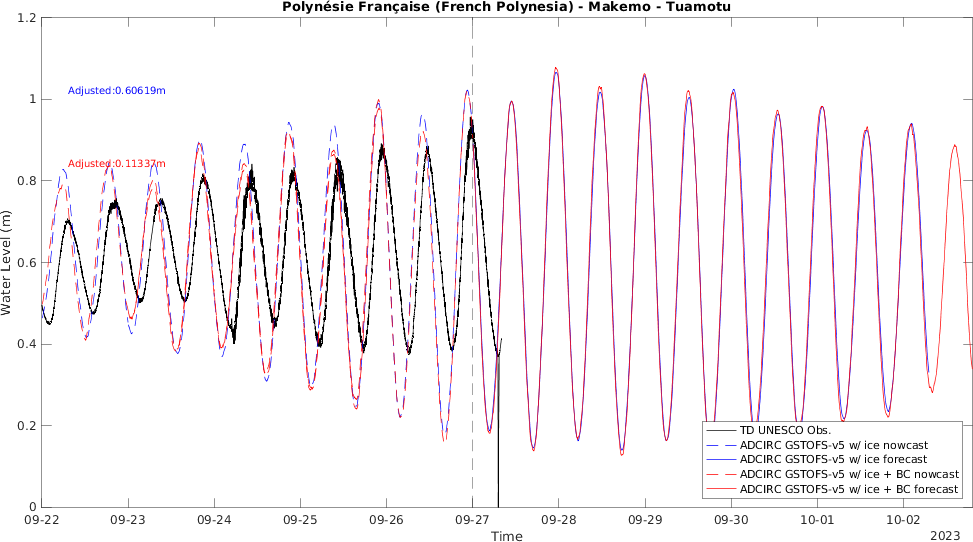 Polynésie Française (French Polynesia) - Makemo - Tuamotu
1.2
1
0.8
0.6
0.4
0.2
0
Water Level (m)
Adjusted:0.60619m
Adjusted:0.11337m
TD UNESCO Obs.
ADCIRC GSTOFS-v5 w/ ice nowcast
ADCIRC GSTOFS-v5 w/ ice forecast
ADCIRC GSTOFS-v5 w/ ice + BC nowcast
ADCIRC GSTOFS-v5 w/ ice + BC forecast
09-22 09-23 09-24 09-25 09-26 09-27 09-28 09-29 09-30 10-01 10-02
Time
2023